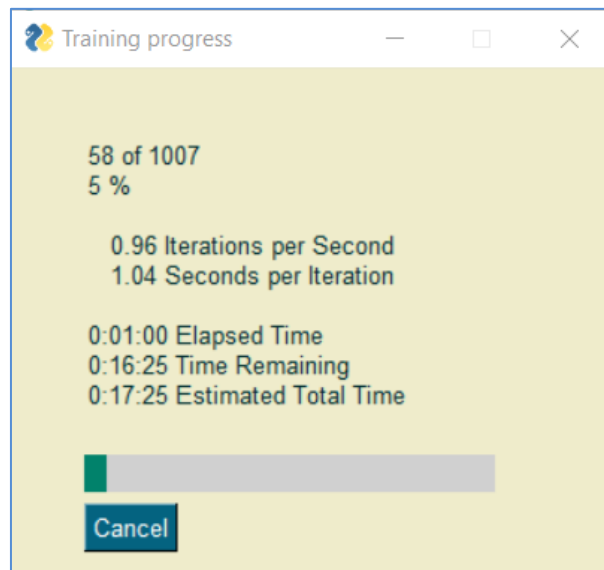 Training progress
58 of 1007
5 %
0.96 Iterations per Second
1.04 Seconds per Iteration
0:01:00 Elapsed Time
0:16:25 Time Remaining
0:17:25 Estimated Total Time
Cancel